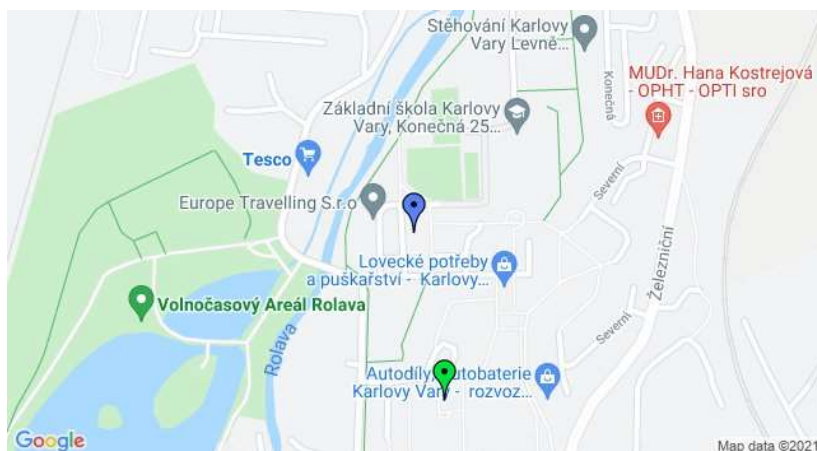 Stěhování Karlovy
Vary Levně...
Konečná
MUDr. Hana Kostrejová
- OPHT - OPTI sro
Základní škola Karlovy
Vary, Konečná 25...
Tesco
Severní
Europe Travelling S.r.o
Lovecké potřeby
a puškařství - Karlovy...
Železniční
Volnočasový Areál Rolava
Rolava
Severní
Autodíly, autobaterie
Karlovy Vary - rozvoz...
Google
Map data ©2021